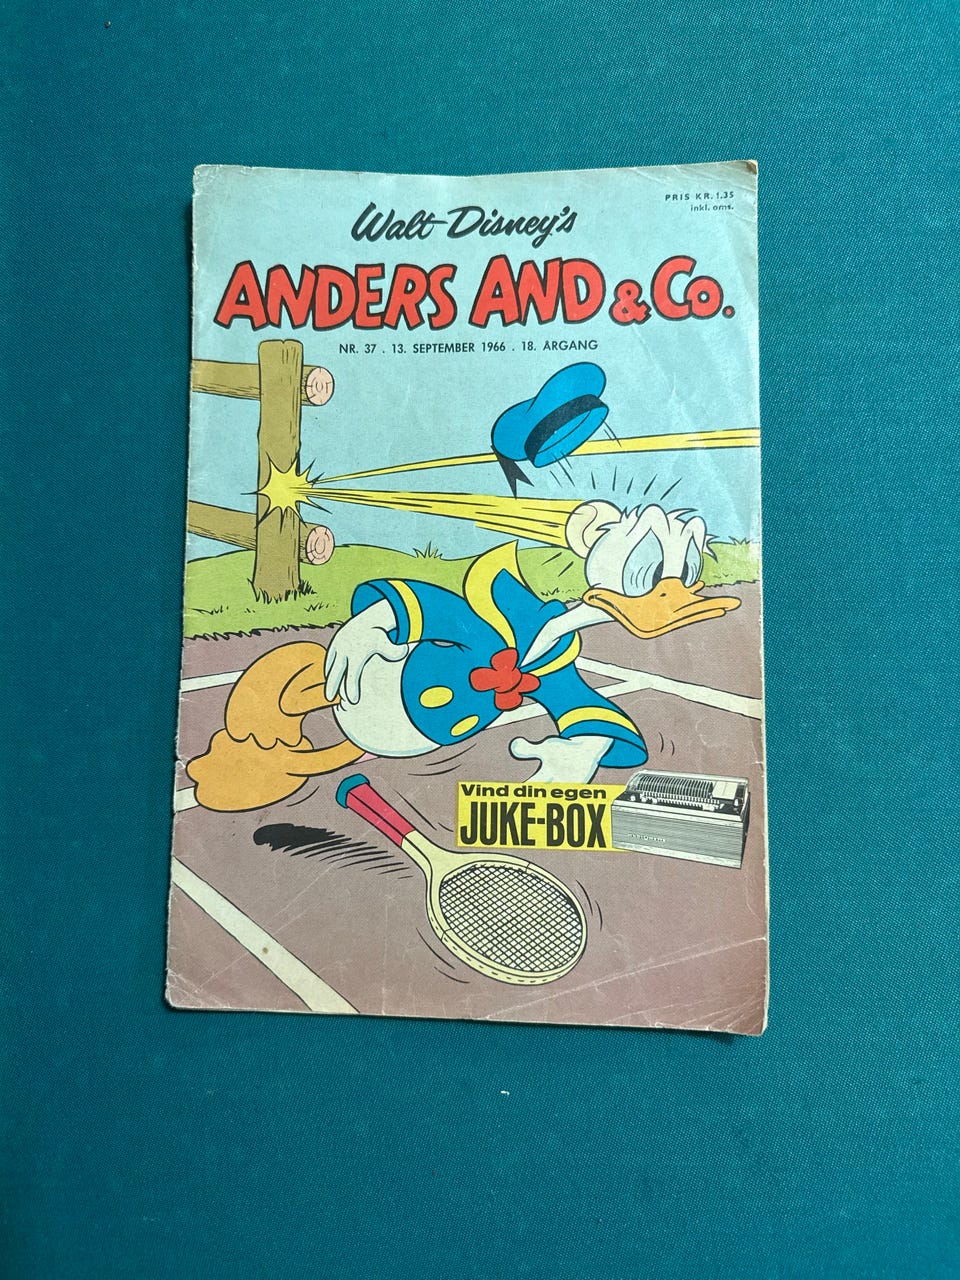 PRIS KR. 1.35
inkl. oms.
Walt Disney's
ANDERS AND & Co.
NR. 37 . 13. SEPTEMBER 1966 . 18. ARGANG
Vind din egen
JUKE-BOX